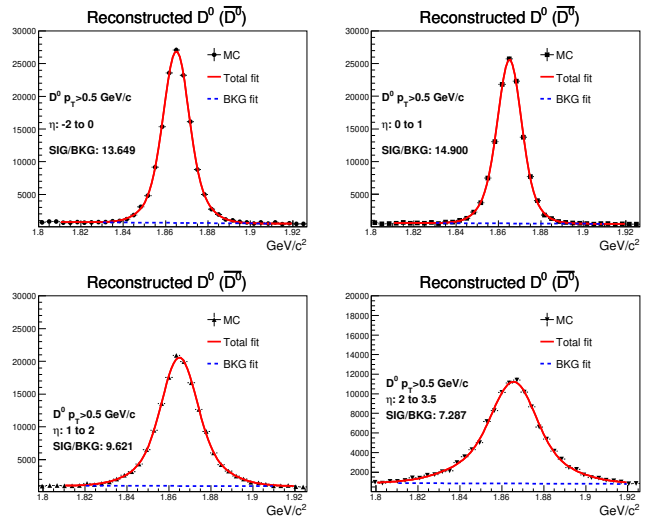 Reconstructed D⁰ (D̅⁰)
30000
25000
20000
15000
10000
5000
MC
Total fit
BKG fit
D⁰ p_T>0.5 GeV/c
η: -2 to 0
SIG/BKG: 13.649
1.8 1.82 1.84 1.86 1.88 1.9 1.92
GeV/c²
Reconstructed D⁰ (D̅⁰)
30000
25000
20000
15000
10000
5000
MC
Total fit
BKG fit
D⁰ p_T>0.5 GeV/c
η: 0 to 1
SIG/BKG: 14.900
1.8 1.82 1.84 1.86 1.88 1.9 1.92
GeV/c²
Reconstructed D⁰ (D̅⁰)
30000
25000
20000
15000
10000
5000
MC
Total fit
BKG fit
D⁰ p_T>0.5 GeV/c
η: 1 to 2
SIG/BKG: 9.621
1.8 1.82 1.84 1.86 1.88 1.9 1.92
GeV/c²
Reconstructed D⁰ (D̅⁰)
20000
18000
16000
14000
12000
10000
8000
6000
4000
2000
MC
Total fit
BKG fit
D⁰ p_T>0.5 GeV/c
η: 2 to 3.5
SIG/BKG: 7.287
1.8 1.82 1.84 1.86 1.88 1.9 1.92
GeV/c²